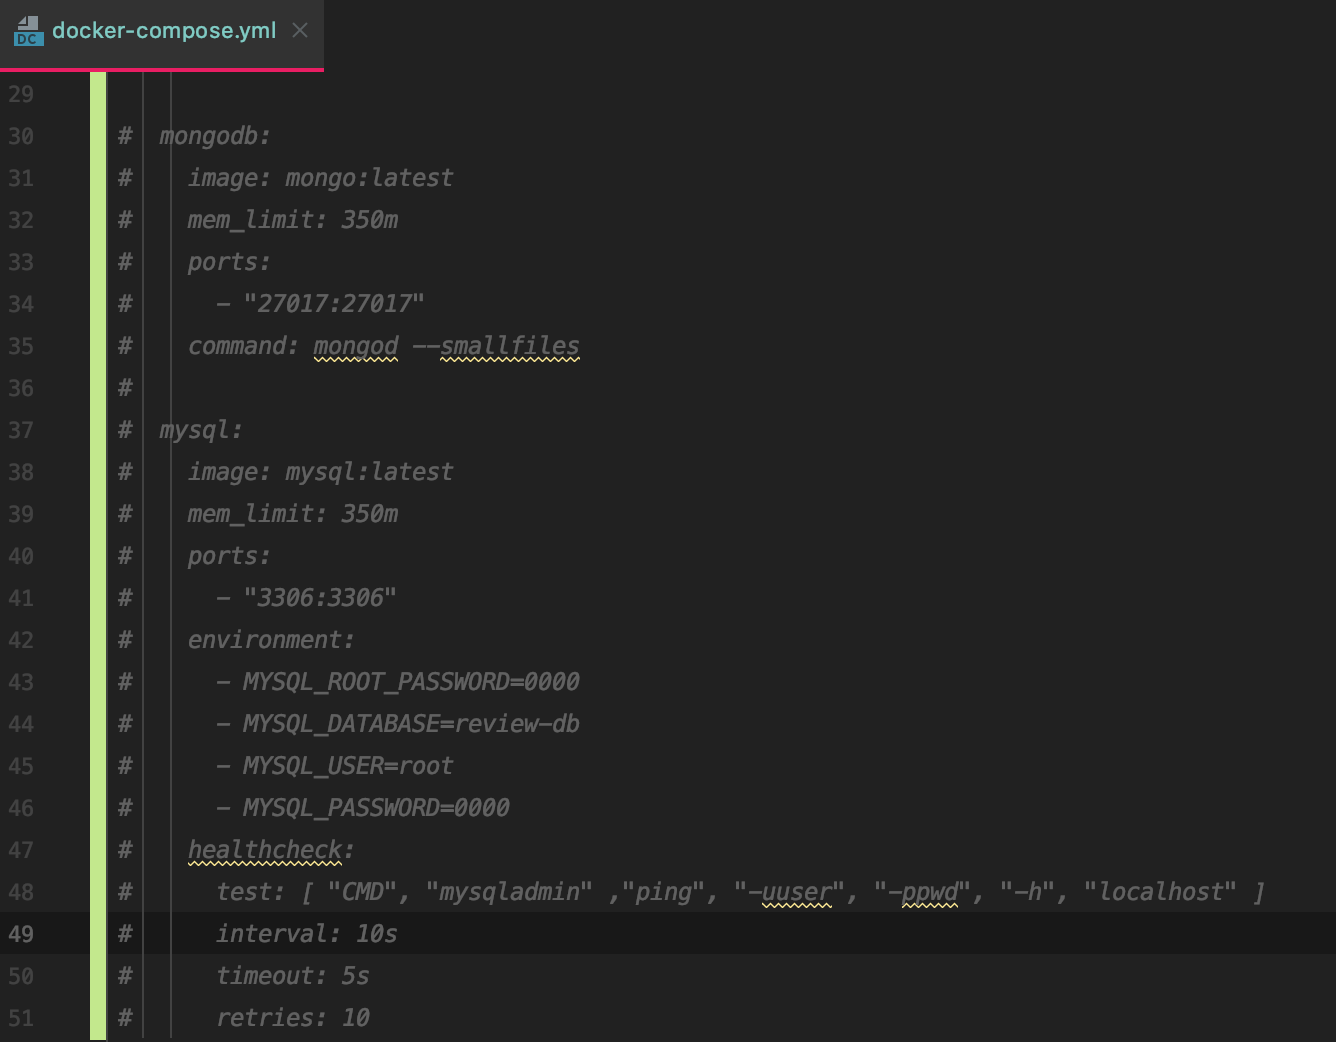 DC docker-compose.yml
29
30 # mongodb:
31 # image: mongo:latest
32 # mem_limit: 350m
33 # ports:
34 # - "27017:27017"
35 # command: mongod --smallfiles
36 #
37 # mysql:
38 # image: mysql:latest
39 # mem_limit: 350m
40 # ports:
41 # - "3306:3306"
42 # environment:
43 # - MYSQL_ROOT_PASSWORD=0000
44 # - MYSQL_DATABASE=review-db
45 # - MYSQL_USER=root
46 # - MYSQL_PASSWORD=0000
47 # healthcheck:
48 # test: [ "CMD", "mysqladmin" ,"ping", "-uuser", "-ppwd", "-h", "localhost" ]
49 # interval: 10s
50 # timeout: 5s
51 # retries: 10